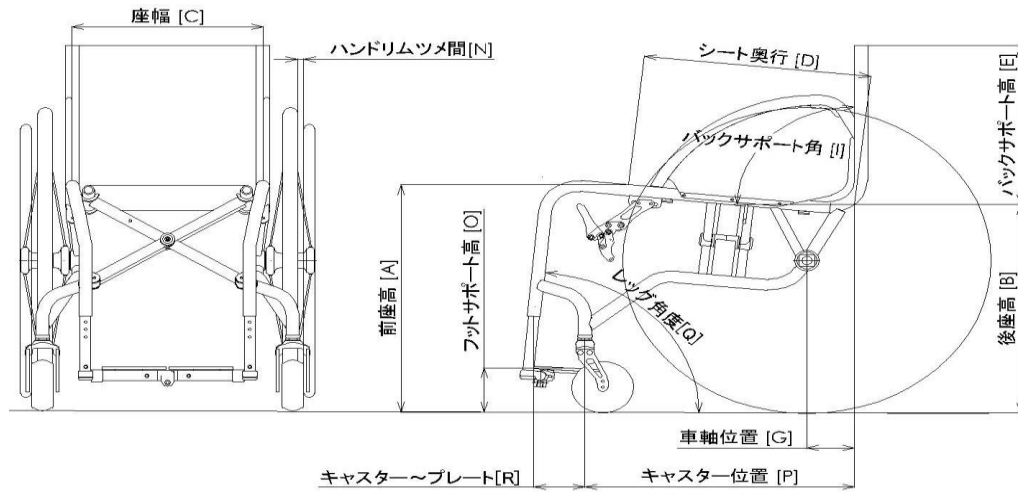 座幅 [C]
ハンドリムツメ間[N]
シート奥行 [D]
バックサポート高 [E]
バックサポート角 [I]
前座高 [A]
フットサポート高 [O]
レッグ角度[Q]
後座高 [B]
車軸位置 [G]
キャスター～プレート[R]
キャスター位置 [P]